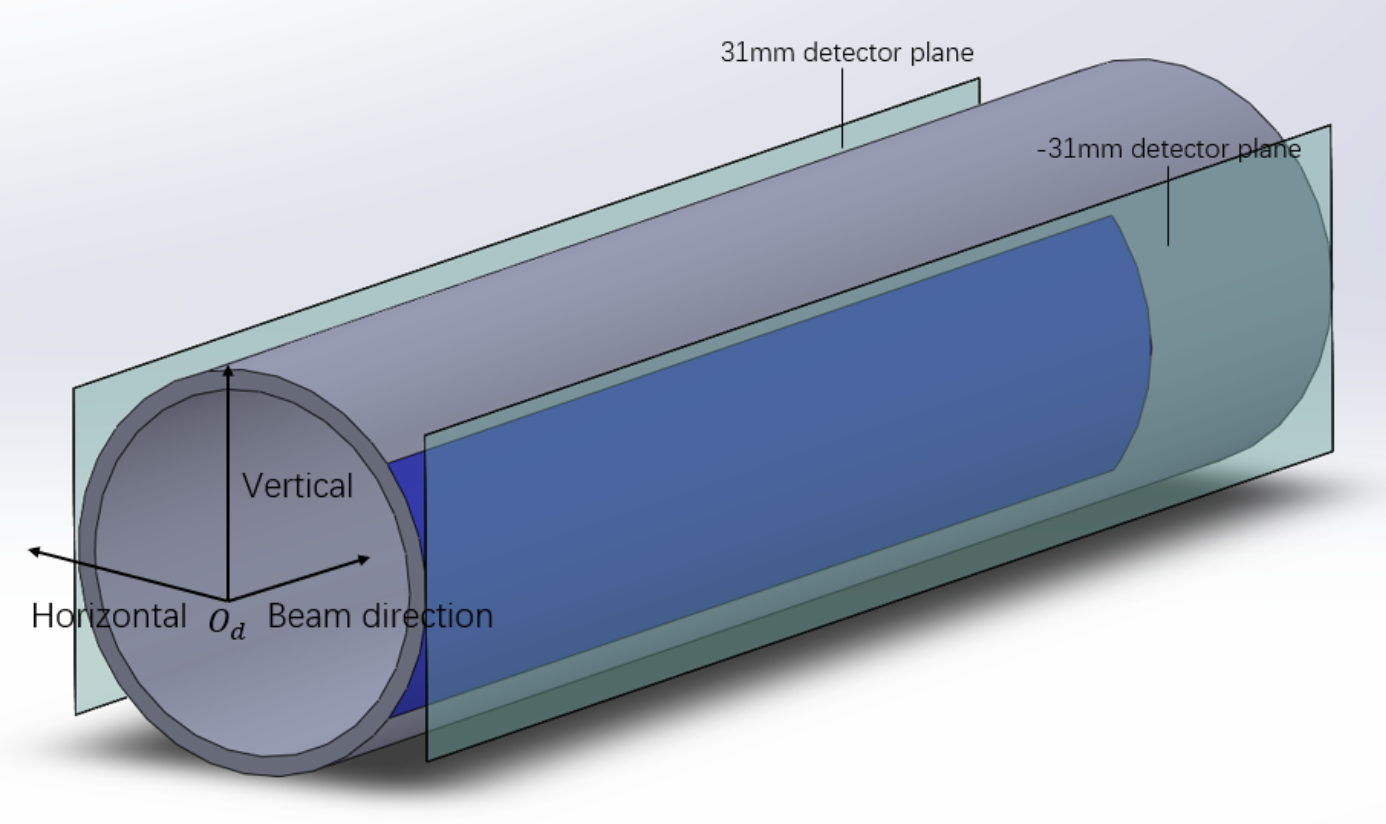 31mm detector plane
-31mm detector plane
Vertical
Horizontal O_d Beam direction